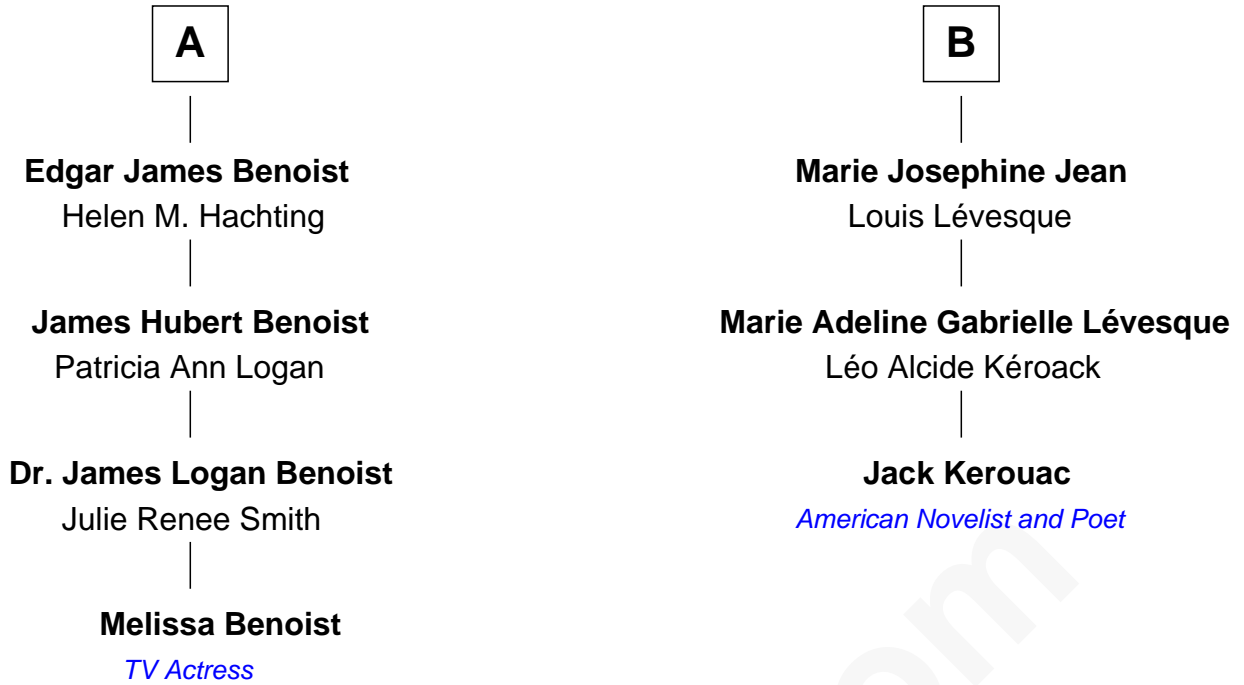 A
Edgar James Benoist
Helen M. Hachting
James Hubert Benoist
Patricia Ann Logan
Dr. James Logan Benoist
Julie Renee Smith
Melissa Benoist
TV Actress
B
Marie Josephine Jean
Louis Lévesque
Marie Adeline Gabrielle Lévesque
Léo Alcide Kéroack
Jack Kerouac
American Novelist and Poet
om